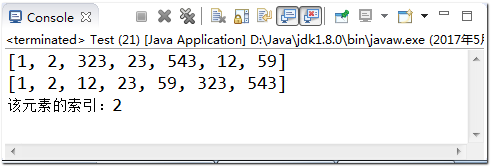 Console
<terminated> Test (21) [Java Application] D:\Java\jdk1.8.0\bin\javaw.exe (2017年5月
[1, 2, 323, 23, 543, 12, 59]
[1, 2, 12, 23, 59, 323, 543]
该元素的索引：2